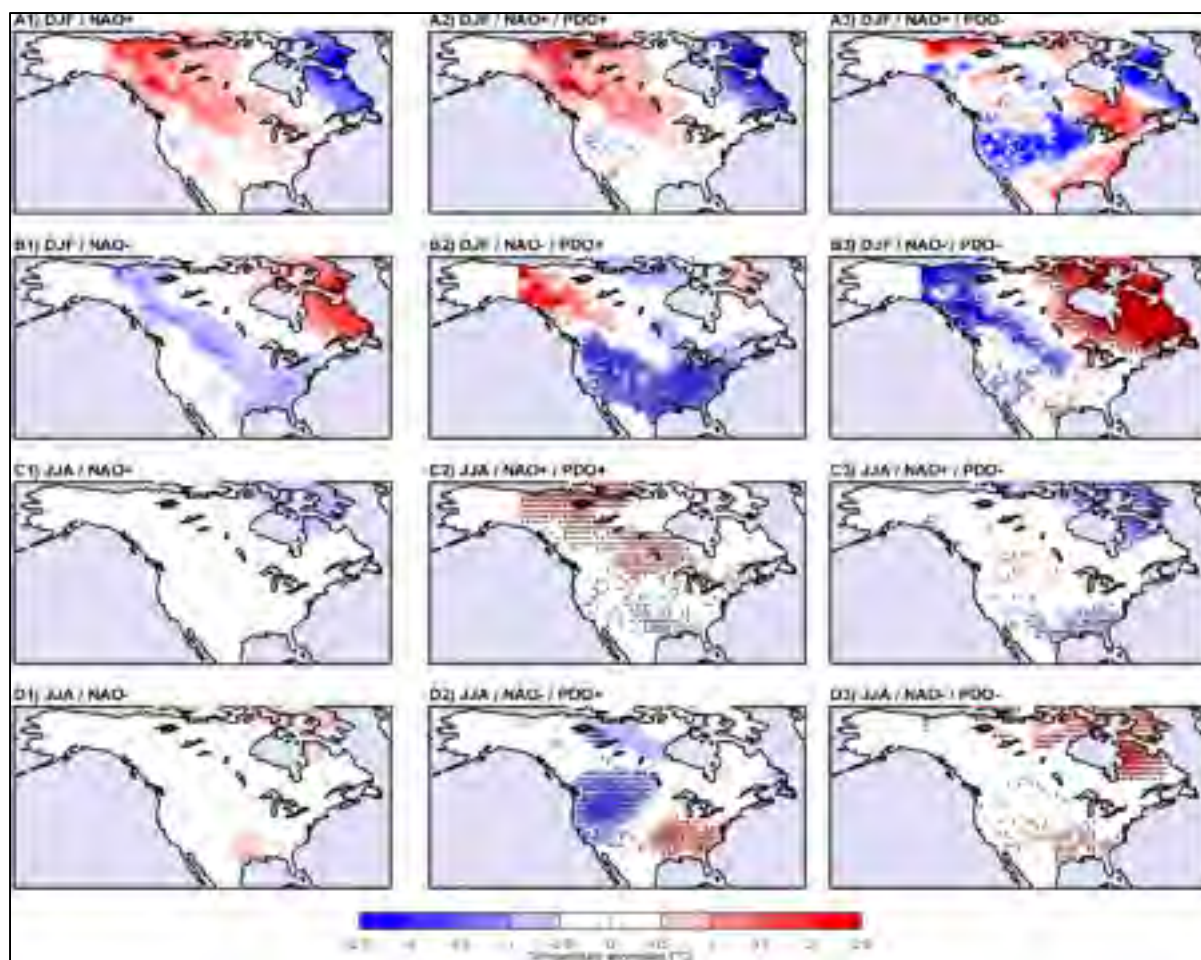 A1) DJF / NAO+
A2) DJF / NAO+ / PDO+
A3) DJF / NAO+ / PDO-
B1) DJF / NAO-
B2) DJF / NAO- / PDO+
B3) DJF / NAO- / PDO-
C1) JJA / NAO+
C2) JJA / NAO+ / PDO+
C3) JJA / NAO+ / PDO-
D1) JJA / NAO-
D2) JJA / NAO- / PDO+
D3) JJA / NAO- / PDO-